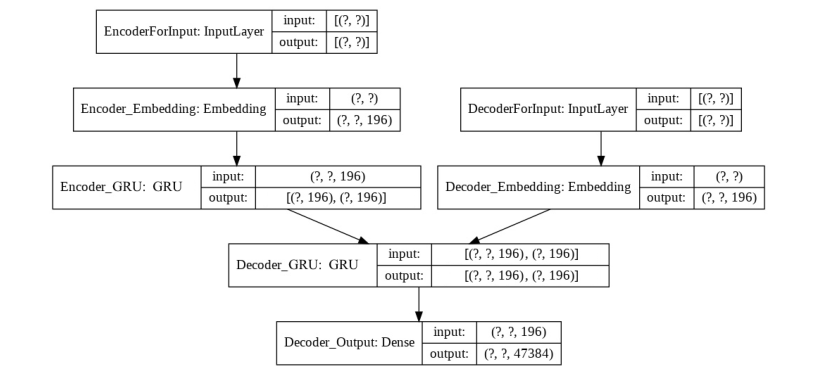 EncoderForInput: InputLayer
input: [(?, ?)]
output: [(?, ?)]
Encoder_Embedding: Embedding
input: (?, ?)
output: (?, ?, 196)
DecoderForInput: InputLayer
input: [(?, ?)]
output: [(?, ?)]
Encoder_GRU: GRU
input: (?, ?, 196)
output: [(?, 196), (?, 196)]
Decoder_Embedding: Embedding
input: (?, ?)
output: (?, ?, 196)
Decoder_GRU: GRU
input: [(?, ?, 196), (?, 196)]
output: [(?, ?, 196), (?, 196)]
Decoder_Output: Dense
input: (?, ?, 196)
output: (?, ?, 47384)